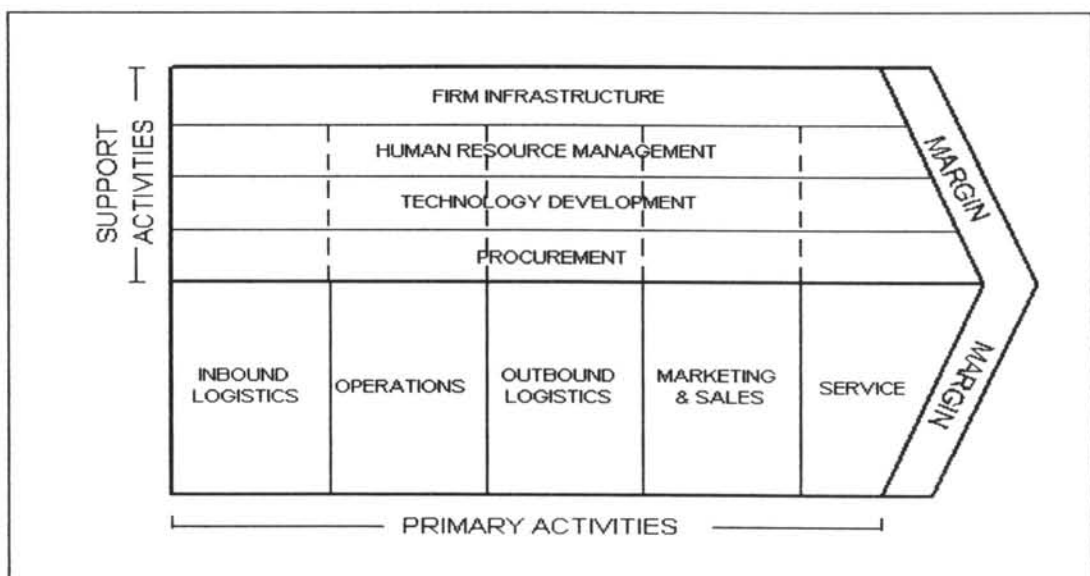 SUPPORT
ACTIVITIES
FIRM INFRASTRUCTURE
HUMAN RESOURCE MANAGEMENT
TECHNOLOGY DEVELOPMENT
PROCUREMENT
MARGIN
INBOUND
LOGISTICS
OPERATIONS
OUTBOUND
LOGISTICS
MARKETING
& SALES
SERVICE
MARGIN
PRIMARY ACTIVITIES